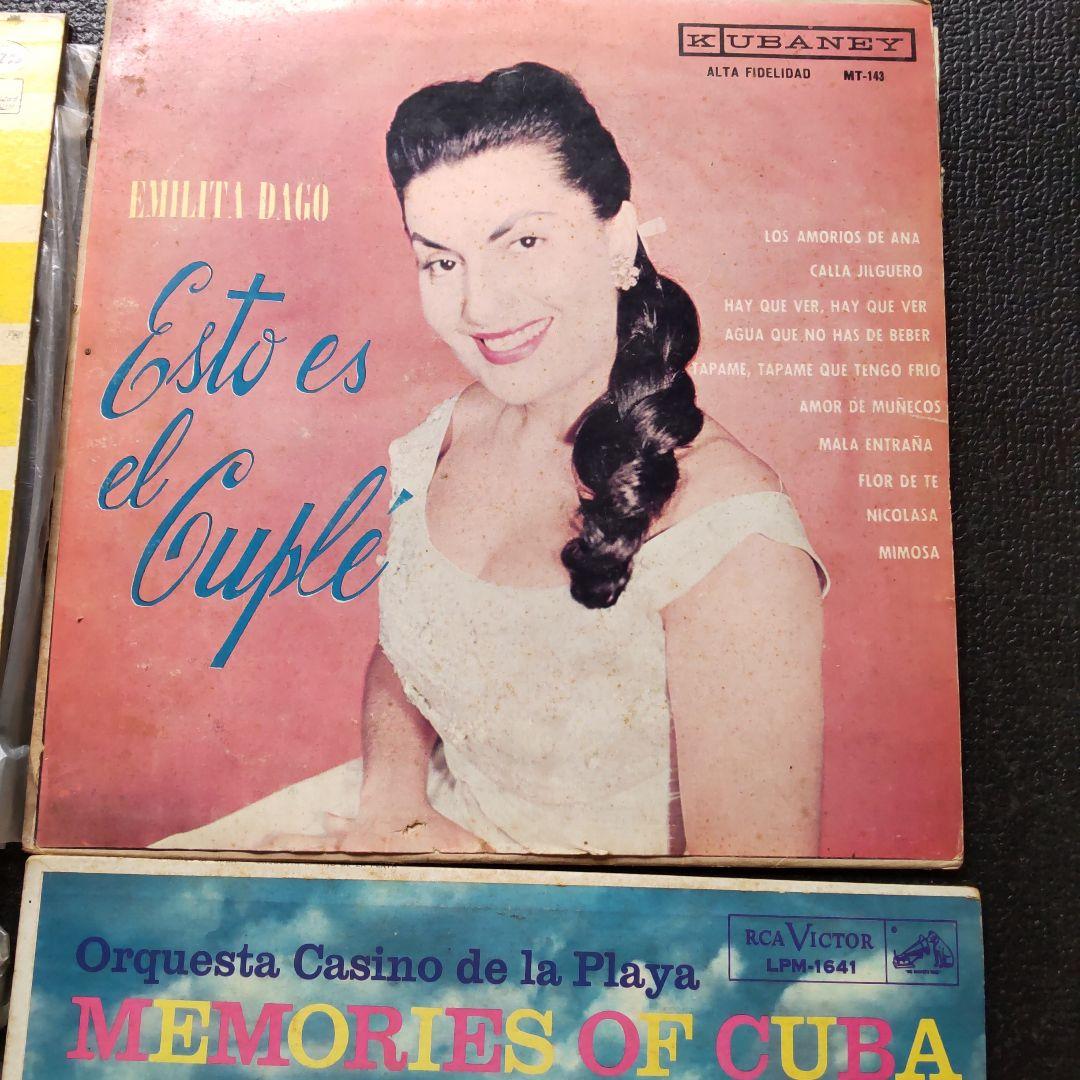 KUBANEY
ALTA FIDELIDAD MT-143
EMILITA DAGO
Esto es
el
Cuplé
LOS AMORIOS DE ANA
CALLA JILGUERO
HAY QUE VER, HAY QUE VER
AGUA QUE NO HAS DE BEBER
TAPAME, TAPAME QUE TENGO FRIO
AMOR DE MUÑECOS
MALA ENTRAÑA
FLOR DE TE
NICOLASA
MIMOSA
Orquesta Casino de la Playa
RCA VICTOR
LPM-1641
MEMORIES OF CUBA